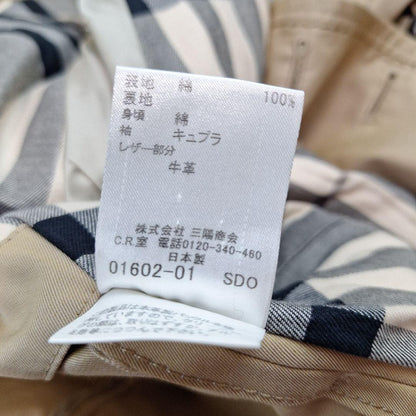 表地 綿 100%
裏地
身頃 綿
袖 キュプラ
レザー部分
牛革
株式会社 三陽商会
C.R.室 電話0120-340-460
日本製
01602-01 SDO